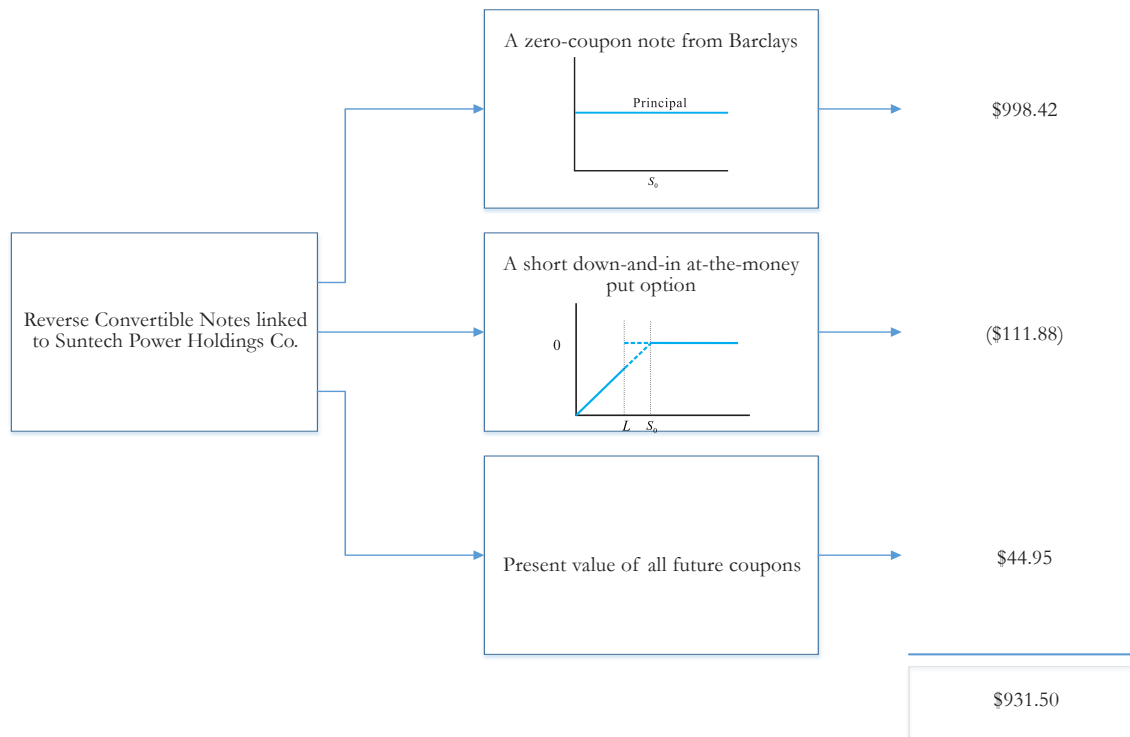 A zero-coupon note from Barclays
Principal
S₀
$998.42
Reverse Convertible Notes linked
to Suntech Power Holdings Co.
A short down-and-in at-the-money
put option
0
L S₀
($111.88)
Present value of all future coupons
$44.95
$931.50